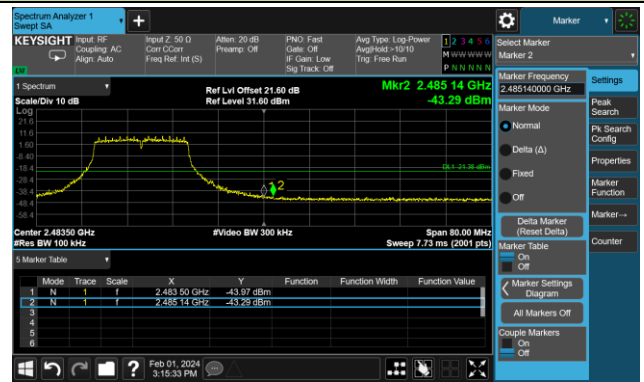 Spectrum Analyzer 1
Swept SA
+
Marker
KEYSIGHT
Input: RF
Coupling: AC
Align: Auto
Input Z: 50 Ω
Corr CCorr
Freq Ref: Int (S)
Atten: 20 dB
Preamp: Off
PNO: Fast
Gate: Off
IF Gain: Low
Sig Track: Off
Avg Type: Log-Power
Avg|Hold:>10/10
Trig: Free Run
1 2 3 4 5 6
M W W W W W
P N N N N N
LW
Select Marker
Marker 2
1 Spectrum
Scale/Div 10 dB
Log
Ref Lvl Offset 21.60 dB
Ref Level 31.60 dBm
Mkr2 2.485 14 GHz
-43.29 dBm
21.6
11.6
1.60
-8.40
-18.4
-28.4
-38.4
-48.4
-58.4
DL1 -21.38 dBm
2
Center 2.48350 GHz
#Res BW 100 kHz
#Video BW 300 kHz
Span 80.00 MHz
Sweep 7.73 ms (2001 pts)
5 Marker Table
Mode Trace Scale X Y Function Function Width Function Value
1 N 1 f 2.483 50 GHz -43.97 dBm
2 N 1 f 2.485 14 GHz -43.29 dBm
3
4
5
6
Marker Frequency
2.485140000 GHz
Marker Mode
Normal
Delta (Δ)
Fixed
Off
Delta Marker
(Reset Delta)
Marker Table
On
Off
Marker Settings
Diagram
All Markers Off
Couple Markers
On
Off
Settings
Peak
Search
Pk Search
Config
Properties
Marker
Function
Marker→
Counter
?
Feb 01, 2024
3:15:33 PM